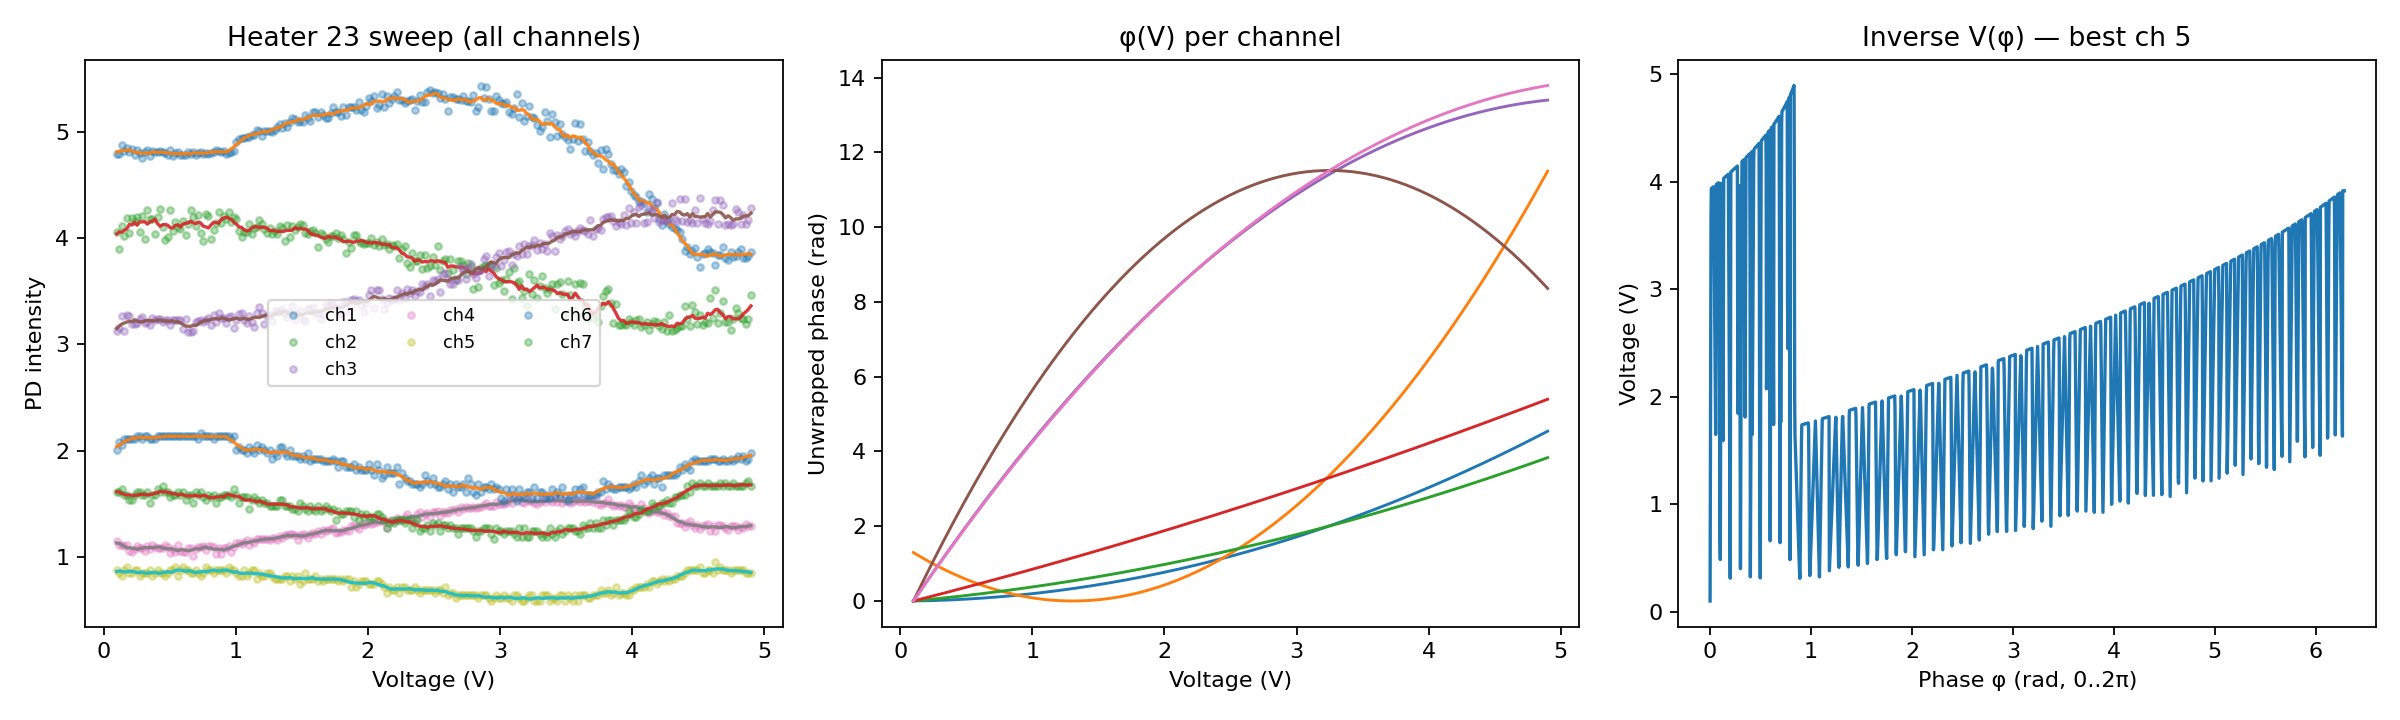 Heater 23 sweep (all channels)
PD intensity
5
4
3
2
1
ch1
ch2
ch3
ch4
ch5
ch6
ch7
0 1 2 3 4 5
Voltage (V)
φ(V) per channel
Unwrapped phase (rad)
14
12
10
8
6
4
2
0
0 1 2 3 4 5
Voltage (V)
Inverse V(φ) — best ch 5
Voltage (V)
5
4
3
2
1
0
0 1 2 3 4 5 6
Phase φ (rad, 0..2π)